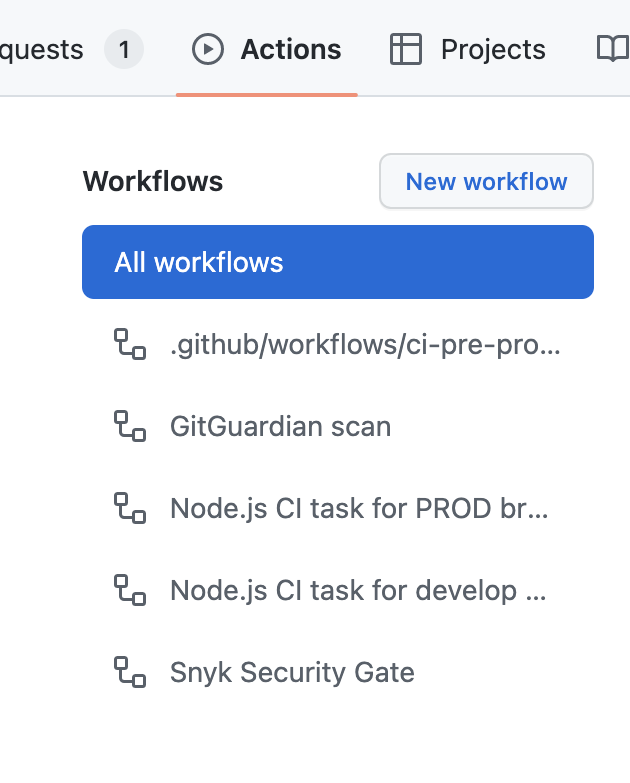 quests 1 Actions Projects
Workflows New workflow
All workflows
.github/workflows/ci-pre-pro...
GitGuardian scan
Node.js CI task for PROD br...
Node.js CI task for develop ...
Snyk Security Gate